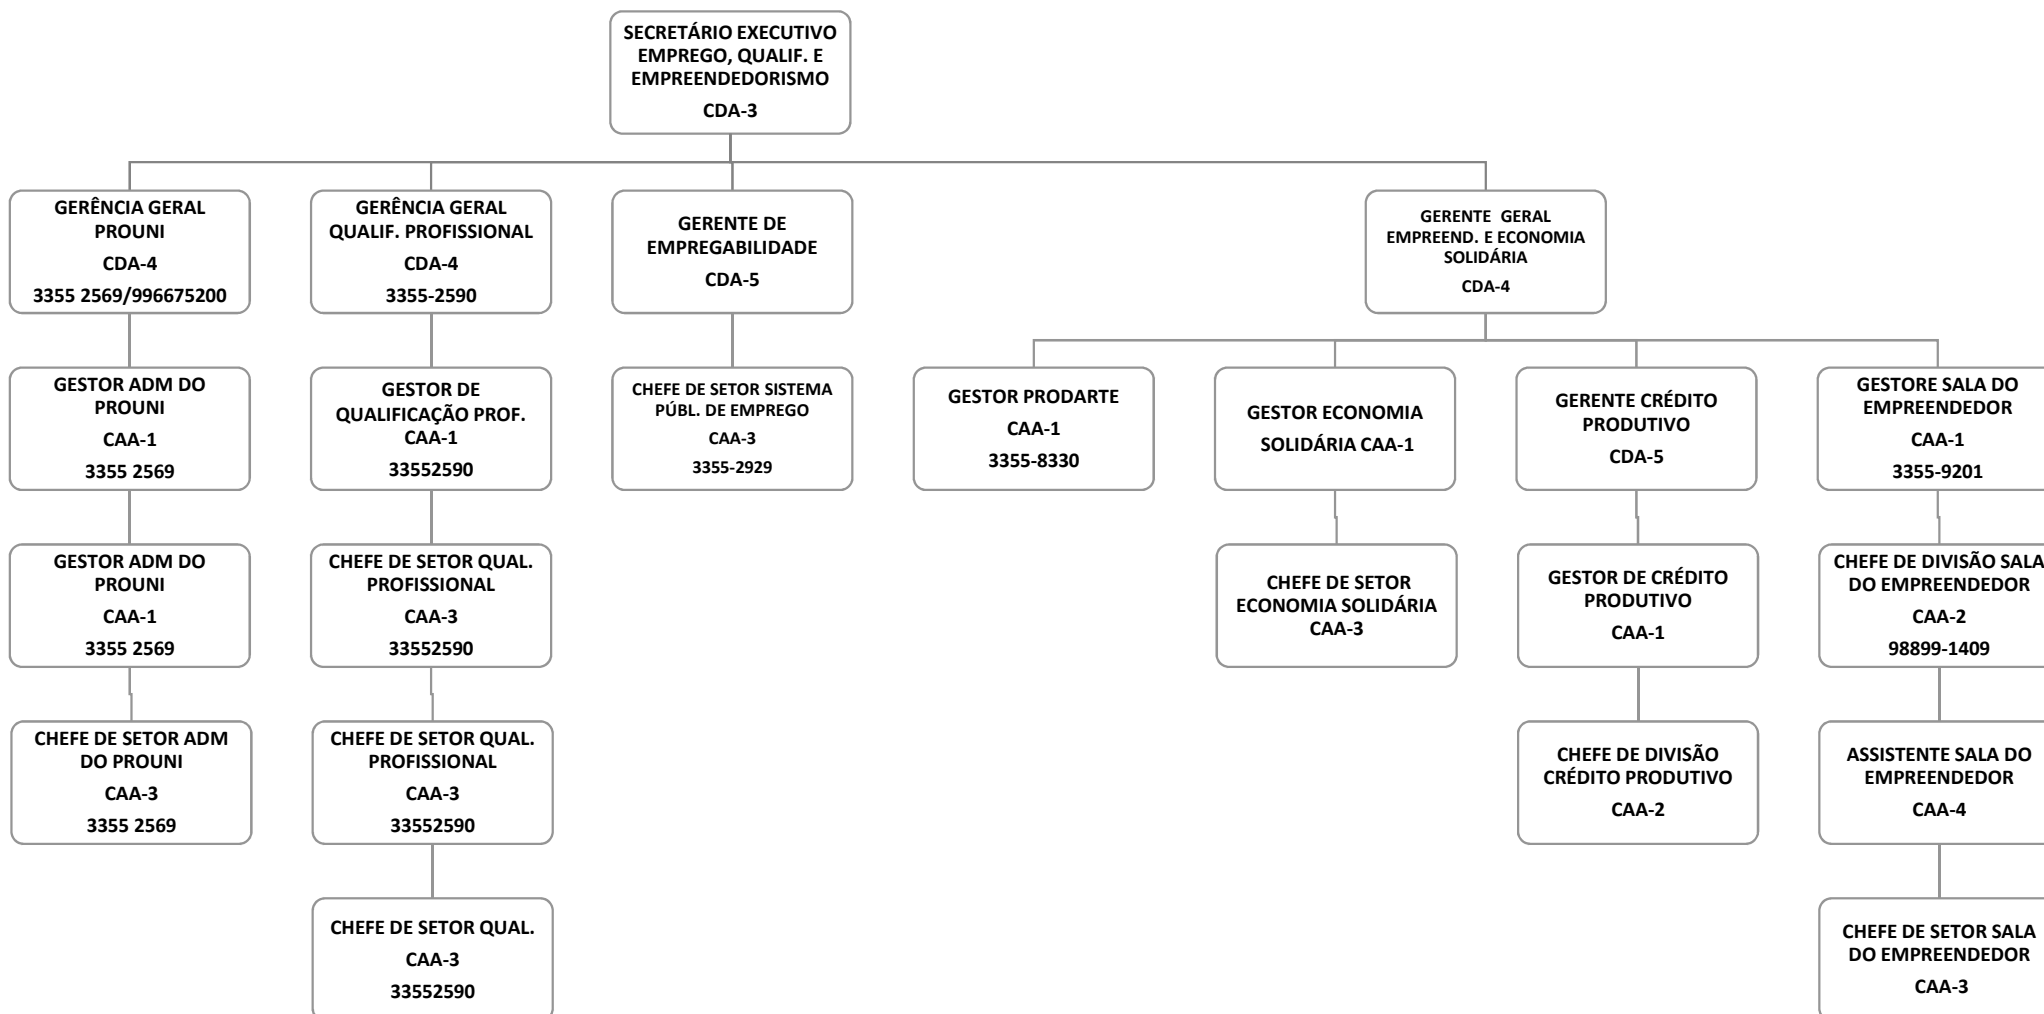 SECRETÁRIO EXECUTIVO
EMPREGO, QUALIF. E
EMPREENDEDORISMO
CDA-3
GERÊNCIA GERAL
PROUNI
CDA-4
3355 2569/996675200
GERÊNCIA GERAL
QUALIF. PROFISSIONAL
CDA-4
3355-2590
GERENTE DE
EMPREGABILIDADE
CDA-5
GERENTE GERAL
EMPREEND. E ECONOMIA
SOLIDÁRIA
CDA-4
GESTOR ADM DO
PROUNI
CAA-1
3355 2569
GESTOR DE
QUALIFICAÇÃO PROF.
CAA-1
33552590
CHEFE DE SETOR SISTEMA
PÚBL. DE EMPREGO
CAA-3
3355-2929
GESTOR PRODARTE
CAA-1
3355-8330
GESTOR ECONOMIA
SOLIDÁRIA CAA-1
GERENTE CRÉDITO
PRODUTIVO
CDA-5
GESTORE SALA DO
EMPREENDEDOR
CAA-1
3355-9201
GESTOR ADM DO
PROUNI
CAA-1
3355 2569
CHEFE DE SETOR QUAL.
PROFISSIONAL
CAA-3
33552590
CHEFE DE SETOR
ECONOMIA SOLIDÁRIA
CAA-3
GESTOR DE CRÉDITO
PRODUTIVO
CAA-1
CHEFE DE DIVISÃO SALA
DO EMPREENDEDOR
CAA-2
98899-1409
CHEFE DE SETOR ADM
DO PROUNI
CAA-3
3355 2569
CHEFE DE SETOR QUAL.
PROFISSIONAL
CAA-3
33552590
CHEFE DE DIVISÃO
CRÉDITO PRODUTIVO
CAA-2
ASSISTENTE SALA DO
EMPREENDEDOR
CAA-4
CHEFE DE SETOR QUAL.
CAA-3
33552590
CHEFE DE SETOR SALA
DO EMPREENDEDOR
CAA-3